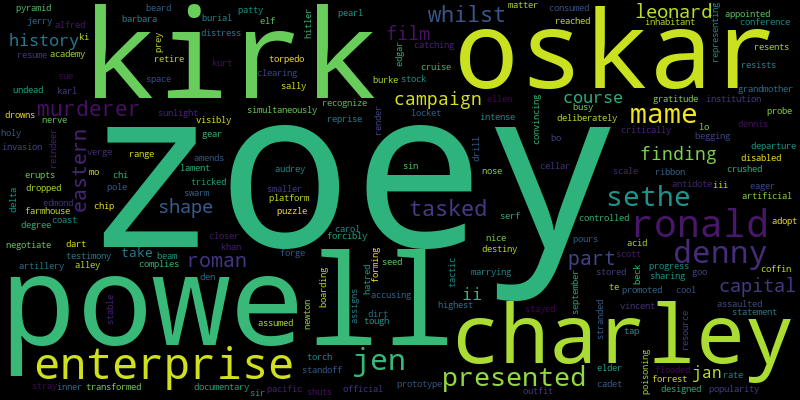 pyramid
beard
patty
matter
consumed
appointed
jerry
barbara
burial
elf
hitler
pearl
whilst
reached
leonard
conference
alfred
ki
kirk
distress
film
oskar
inhabitant
representing
history
prey
edgar
catching
resents
resume
academy
retire
torpedo
cruise
resists
sue
space
kurt
clearing
burke
stock
undead
karl
sally
grandmother
murderer
sunlight
simultaneously
recognize
campaign
ellen
course
gratitude
institution
drowns
nerve
visibly
reprise
render
locket
intense
convincing
busy
deliberately
mame
lo
dennis
probe
holy
reindeer
gear
zoey
critically
begging
departure
invasion
verge
range
amends
lament
sin
drill
bo
finding
disabled
eastern
erupts
mo
chi
tricked
audrey
nose
cellar
scale
ribbon
crushed
dropped
pole
swarm
smaller
sethe
antidote
iii
eager
delta
edmond
chip
shape
platform
tasked
serf
controlled
artificial
farmhouse
puzzle
degree
coast
carol
nice
ronald
adopt
negotiate
dart
closer
forcibly
destiny
pours
acid
testimony
take
beam
khan
forge
part
denny
artillery
alley
complies
roman
hatred
forming
seed
tactic
marrying
stored
scott
progress
coffin
den
boarding
september
te
beck
sharing
goo
capital
powell
accusing
ii
highest
promoted
cool
stable
assumed
newton
assigns
dirt
tough
stayed
charley
stranded
vincent
assaulted
statement
tap
resource
enterprise
torch
jen
elder
poisoning
flooded
standoff
presented
cadet
forrest
jan
rate
stray
inner
transformed
documentary
sir
pacific
shuts
official
prototype
outfit
designed
popularity